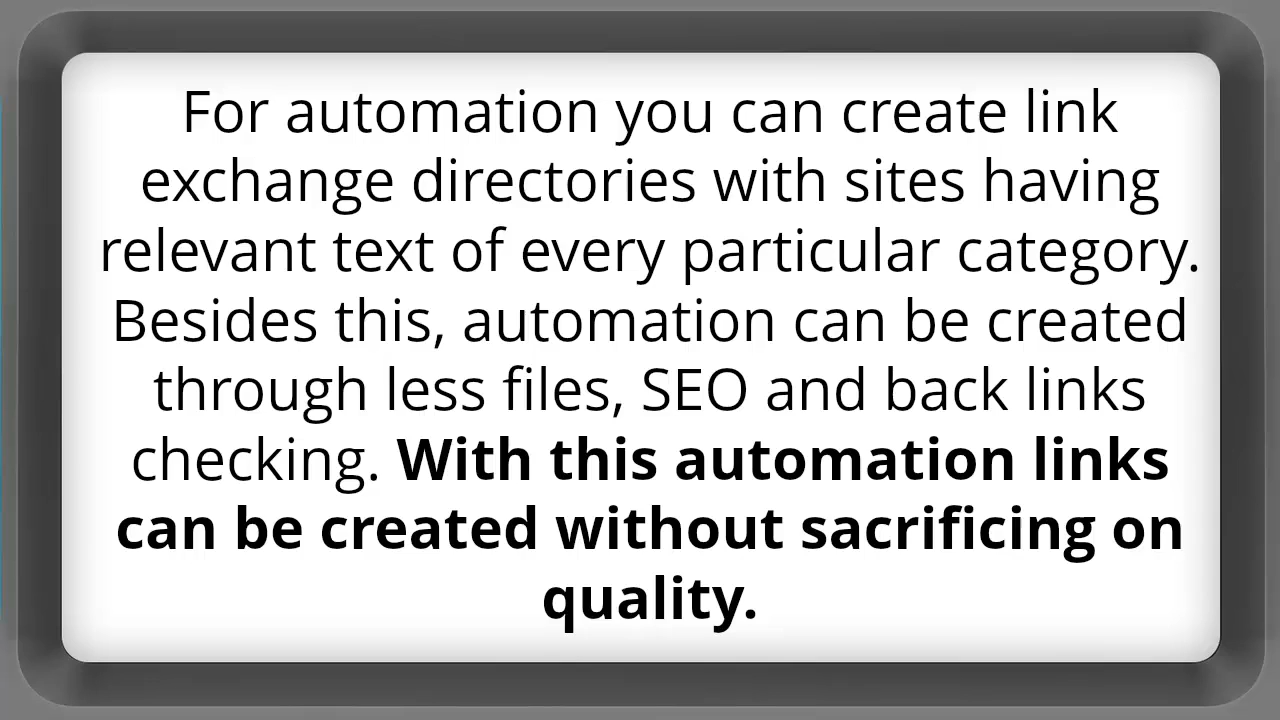 For automation you can create link
exchange directories with sites having
relevant text of every particular category.
Besides this, automation can be created
through less files, SEO and back links
checking. With this automation links
can be created without sacrificing on
quality.